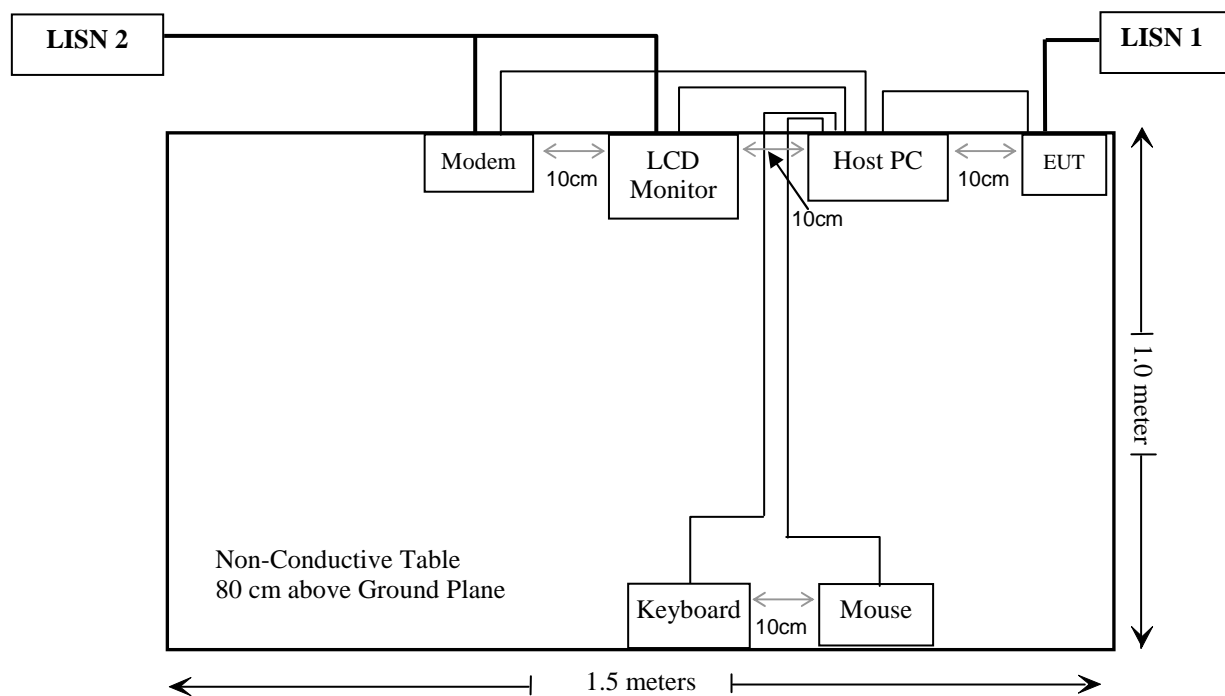 LISN 2
LISN 1
Modem
10cm
LCD
Monitor
10cm
Host PC
10cm
EUT
1.0 meter
Non-Conductive Table
80 cm above Ground Plane
Keyboard
10cm
Mouse
1.5 meters